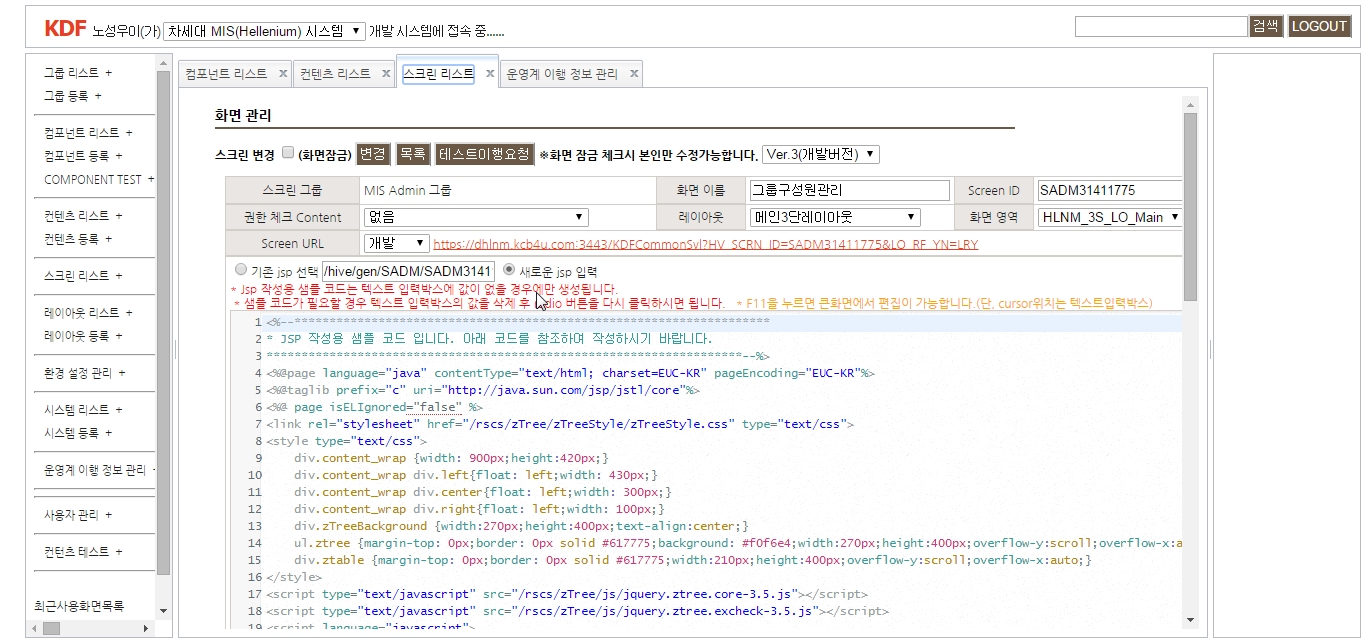 KDF 노성우이(가) 차세대 MIS(Hellenium) 시스템 개발 시스템에 접속 중...... 검색 LOGOUT
그룹 리스트 +
그룹 등록 +
컴포넌트 리스트 +
컴포넌트 등록 +
COMPONENT TEST +
컨텐츠 리스트 +
컨텐츠 등록 +
스크린 리스트 +
레이아웃 리스트 +
레이아웃 등록 +
환경 설정 관리 +
시스템 리스트 +
시스템 등록 +
운영계 이행 정보 관리
사용자 관리 +
컨텐츠 테스트 +
최근사용화면목록
컴포넌트 리스트 x 컨텐츠 리스트 x 스크린 리스트 x 운영계 이행 정보 관리 x
화면 관리
스크린 변경 (화면잠금) 변경 목록 테스트이행요청 ※화면 잠금 체크시 본인만 수정가능합니다. Ver.3(개발버전)
스크린 그룹 MIS Admin 그룹 화면 이름 그룹구성원관리 Screen ID SADM31411775
권한 체크 Content 없음 레이아웃 메인3단레이아웃 화면 영역 HLNM_3S_LO_Main
Screen URL 개발 https://dhlnm.kcb4u.com:3443/KDFCommonSvl?HV_SCRN_ID=SADM31411775&LO_RF_YN=LRY
기존 jsp 선택 /hive/gen/SADM/SADM3141 새로운 jsp 입력
* Jsp 작성용 샘플 코드는 텍스트 입력박스에 값이 없을 경우에만 생성됩니다.
* 샘플 코드가 필요할 경우 텍스트 입력박스의 값을 삭제 후 dio 버튼을 다시 클릭하시면 됩니다. * F11을 누르면 큰화면에서 편집이 가능합니다.(단, cursor위치는 텍스트입력박스)
1 <%--********************************************************************
2 * JSP 작성용 샘플 코드 입니다. 아래 코드를 참조하여 작성하시기 바랍니다.
3 ********************************************************************--%>
4 <%@page language="java" contentType="text/html; charset=EUC-KR" pageEncoding="EUC-KR"%>
5 <%@taglib prefix="c" uri="http://java.sun.com/jsp/jstl/core"%>
6 <%@ page isELIgnored="false" %>
7 <link rel="stylesheet" href="/rscs/zTree/zTreeStyle/zTreeStyle.css" type="text/css">
8 <style type="text/css">
9 div.content_wrap {width: 900px;height:420px;}
10 div.content_wrap div.left{float: left;width: 430px;}
11 div.content_wrap div.center{float: left;width: 300px;}
12 div.content_wrap div.right{float: left;width: 100px;}
13 div.zTreeBackground {width:270px;height:400px;text-align:center;}
14 ul.ztree {margin-top: 0px;border: 0px solid #617775;background: #f0f6e4;width:270px;height:400px;overflow-y:scroll;overflow-x:a
15 div.ztable {margin-top: 0px;border: 0px solid #617775;width:210px;height:400px;overflow-y:scroll;overflow-x:auto;}
16 </style>
17 <script type="text/javascript" src="/rscs/zTree/js/jquery.ztree.core-3.5.js"></script>
18 <script type="text/javascript" src="/rscs/zTree/js/jquery.ztree.excheck-3.5.js"></script>
19 <script language="javascript">